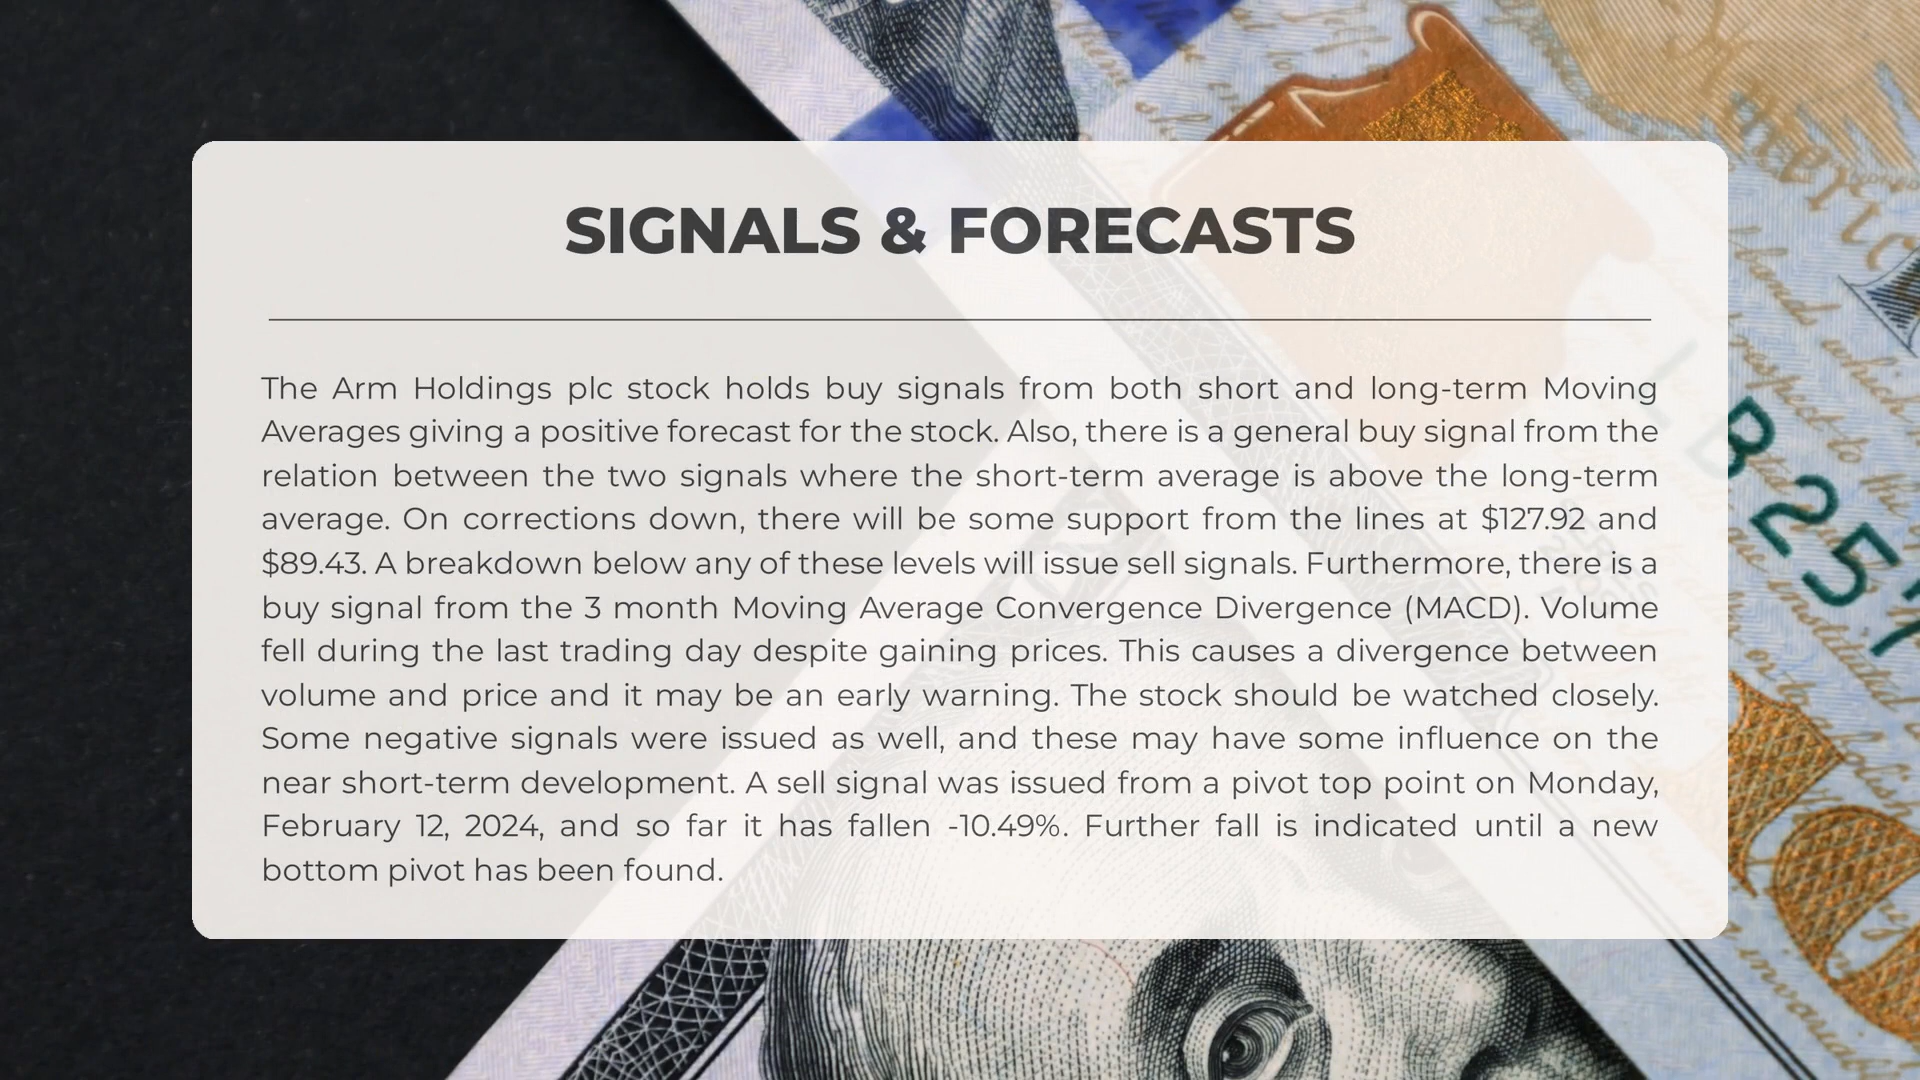 SIGNALS & FORECASTS
The Arm Holdings plc stock holds buy signals from both short and long-term Moving
Averages giving a positive forecast for the stock. Also, there is a general buy signal from the
relation between the two signals where the short-term average is above the long-term
average. On corrections down, there will be some support from the lines at $127.92 and
$89.43. A breakdown below any of these levels will issue sell signals. Furthermore, there is a
buy signal from the 3 month Moving Average Convergence Divergence (MACD). Volume
fell during the last trading day despite gaining prices. This causes a divergence between
volume and price and it may be an early warning. The stock should be watched closely.
Some negative signals were issued as well, and these may have some influence on the
near short-term development. A sell signal was issued from a pivot top point on Monday,
February 12, 2024, and so far it has fallen -10.49%. Further fall is indicated until a new
bottom pivot has been found.